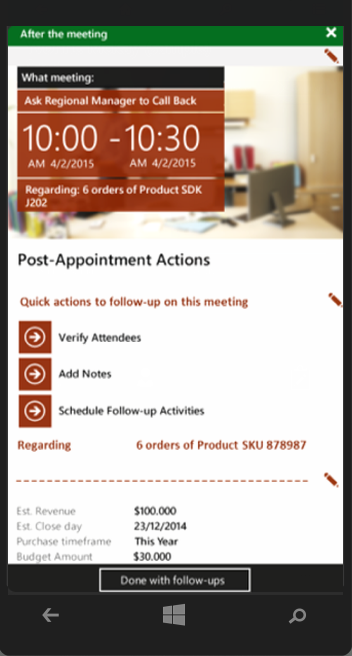 After the meeting
What meeting:
Ask Regional Manager to Call Back
10:00 - 10:30
AM 4/2/2015 AM 4/2/2015
Regarding: 6 orders of Product SDK
J202
Post-Appointment Actions
Quick actions to follow-up on this meeting
Verify Attendees
Add Notes
Schedule Follow-up Activities
Regarding 6 orders of Product SKU 878987
Est. Revenue $100.000
Est. Close day 23/12/2014
Purchase timeframe This Year
Budget Amount $30.000
Done with follow-ups